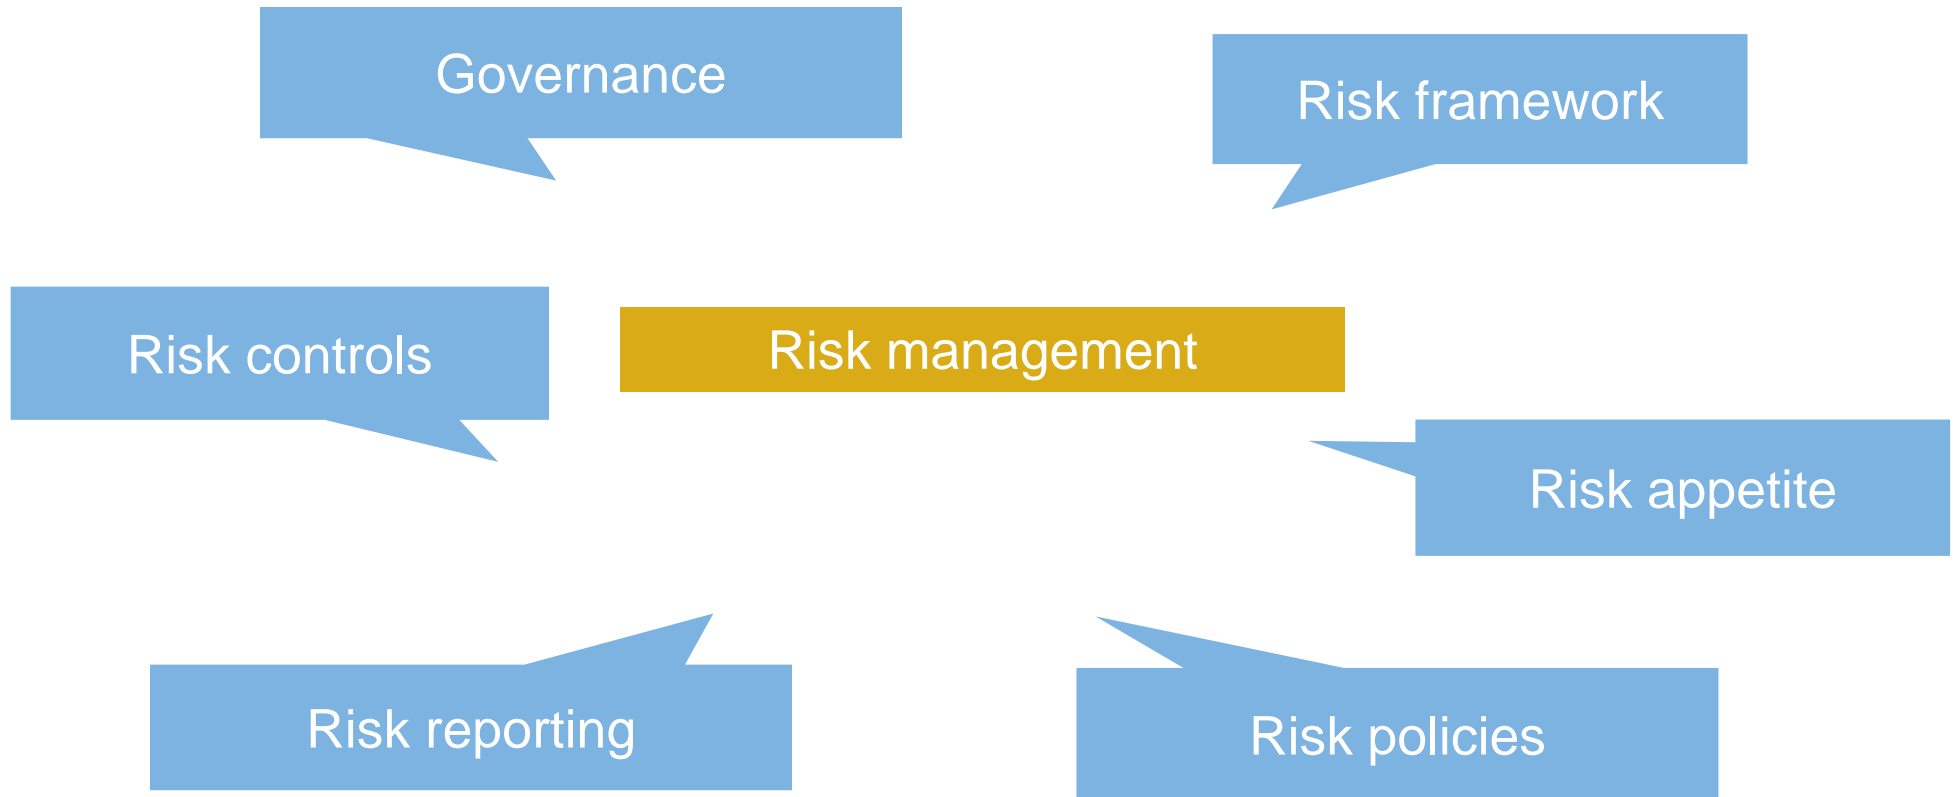 Governance
Risk framework
Risk controls
Risk management
Risk appetite
Risk reporting
Risk policies